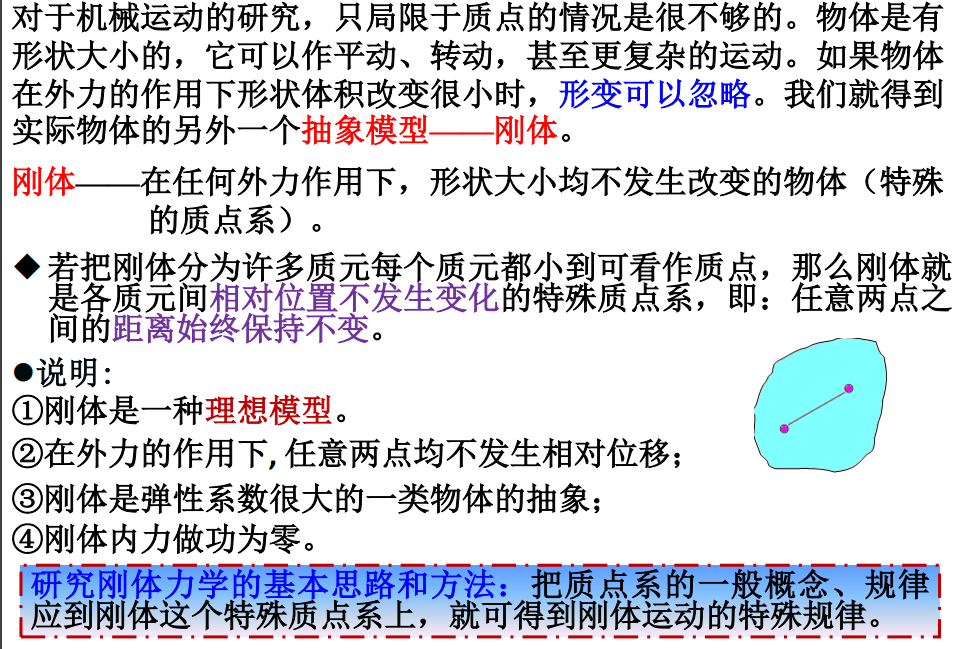 对于机械运动的研究，只局限于质点的情况是很不够的。物体是有
形状大小的，它可以作平动、转动，甚至更复杂的运动。如果物体
在外力的作用下形状体积改变很小时，形变可以忽略。我们就得到
实际物体的另外一个抽象模型——刚体。
刚体——在任何外力作用下，形状大小均不发生改变的物体（特殊
的质点系）。
◆若把刚体分为许多质元每个质元都小到可看作质点，那么刚体就
是各质元间相对位置不发生变化的特殊质点系，即：任意两点之
间的距离始终保持不变。
●说明:
①刚体是一种理想模型。
②在外力的作用下,任意两点均不发生相对位移；
③刚体是弹性系数很大的一类物体的抽象；
④刚体内力做功为零。
研究刚体力学的基本思路和方法：把质点系的一般概念、规律
应到刚体这个特殊质点系上，就可得到刚体运动的特殊规律。